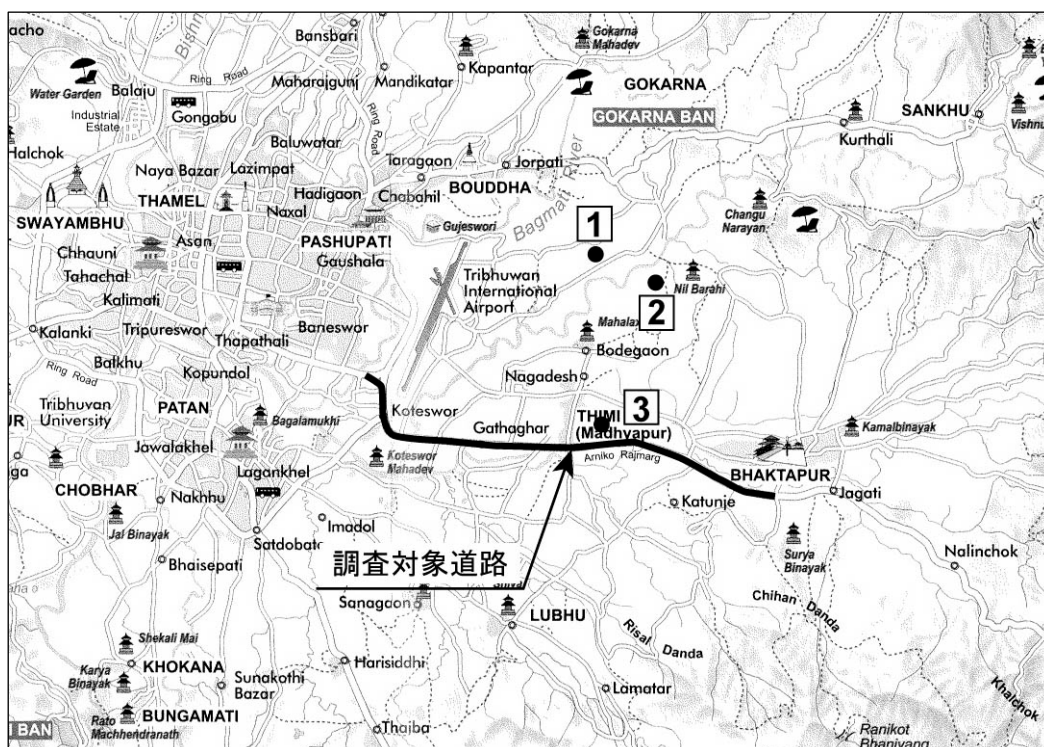 acho
Bishn
Bansbari
Gokarna
Mahadev
Ring Road
Maharajgunj
Mandikatar
Kapantar
GOKARNA
Water Garden
Balaju
Ring Road
GOKARNA BAN
SANKHU
Industrial
Estate
Gongabu
Vishnu
Kurthali
Halchok
Baluwatar
Taragaon
Jorpati
Bagmati River
Naya Bazar
Lazimpat
Hadigaon
Chabahil
BOUDDHA
SWAYAMBHU
THAMEL
Naxal
1
Changu
Narayan
Chhauni
Asan
PASHUPATI
Gaushala
Gujeswori
Tahachal
Tribhuwan
International
Airport
2
Nil Barahi
Kalimati
Kalanki
Tripureswor
Baneswor
Mahalax
Thapathali
Bodegaon
Balkhu
Ring Road
Kopundol
Nagadesh
Tribhuvan
University
PATAN
Koteswor
3
THIMI
(Madhyapur)
Bagalamukhi
Gathaghar
Kamalbinayak
UR
Jawalakhel
Arniko Rajmarg
Lagankhel
Koteswor
Mahadev
BHAKTAPUR
ga
CHOBHAR
Nakhhu
Katunje
Jagati
Jal Binayak
Imadol
Satdobato
Surya
Binayak
Nalinchok
Bhaisepati
調査対象道路
Sanagaon
LUBHU
Chihan Danda
Risal
Danda
Shekali Mai
Karya
Binayak
KHOKANA
Harisiddhi
Sunakothi
Bazar
Lamatar
Khalchok
Rato
Machhendranath
BUNGAMATI
I BAN
Thaiba
Ranikot
Bhanjyang